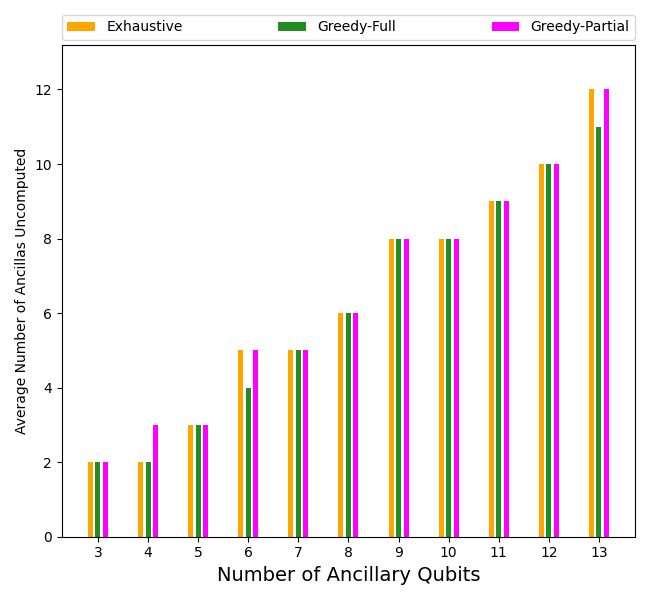 Exhaustive Greedy-Full Greedy-Partial
Average Number of Ancillas Uncomputed
12
10
8
6
4
2
0
3 4 5 6 7 8 9 10 11 12 13
Number of Ancillary Qubits